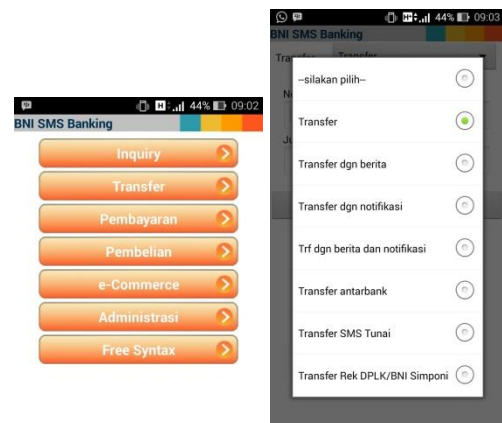 44% 09:02
BNI SMS Banking
Inquiry
Transfer
Pembayaran
Pembelian
e-Commerce
Administrasi
Free Syntax
44% 09:03
BNI SMS Banking
Transfer Transfer
--silakan pilih--
Transfer
Transfer dgn berita
Transfer dgn notifikasi
Trf dgn berita dan notifikasi
Transfer antarbank
Transfer SMS Tunai
Transfer Rek DPLK/BNI Simponi